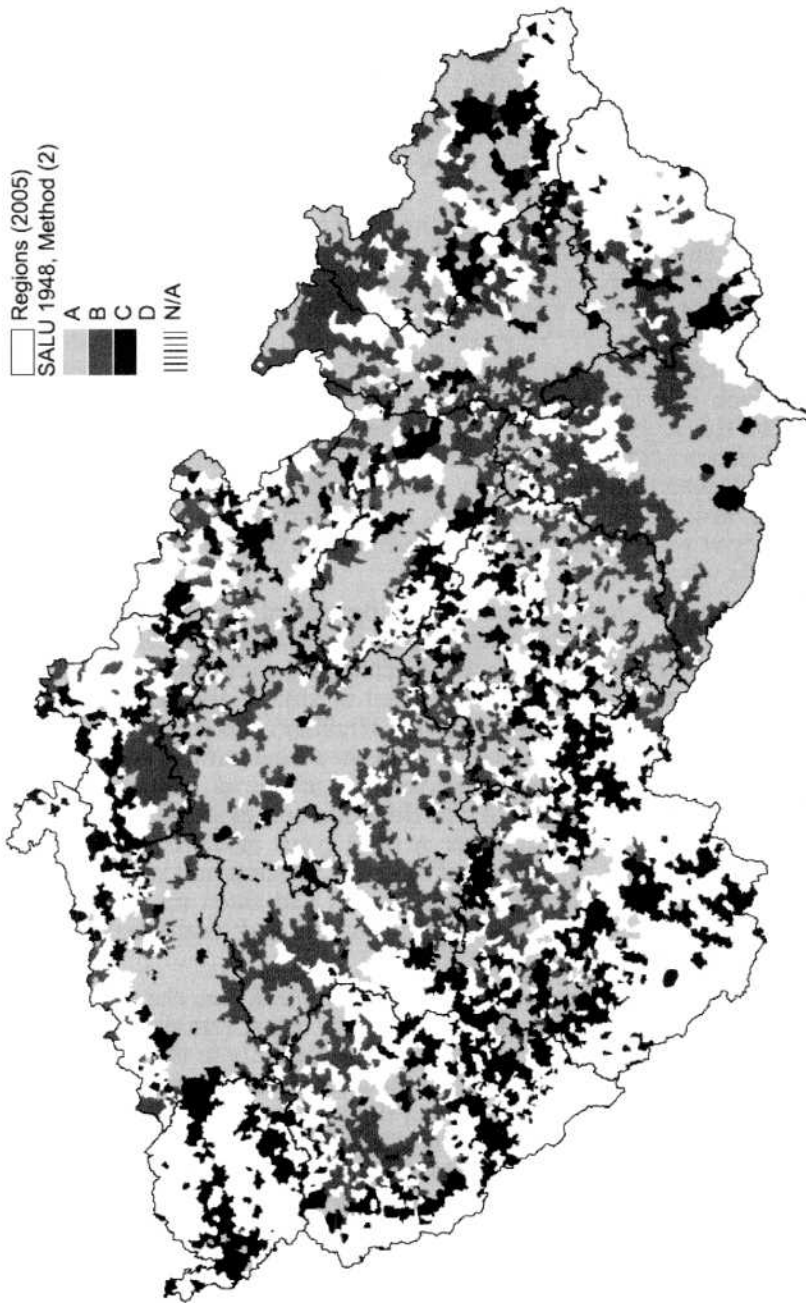 Regions (2005)
SALU 1948, Method (2)
A
B
C
D
N/A